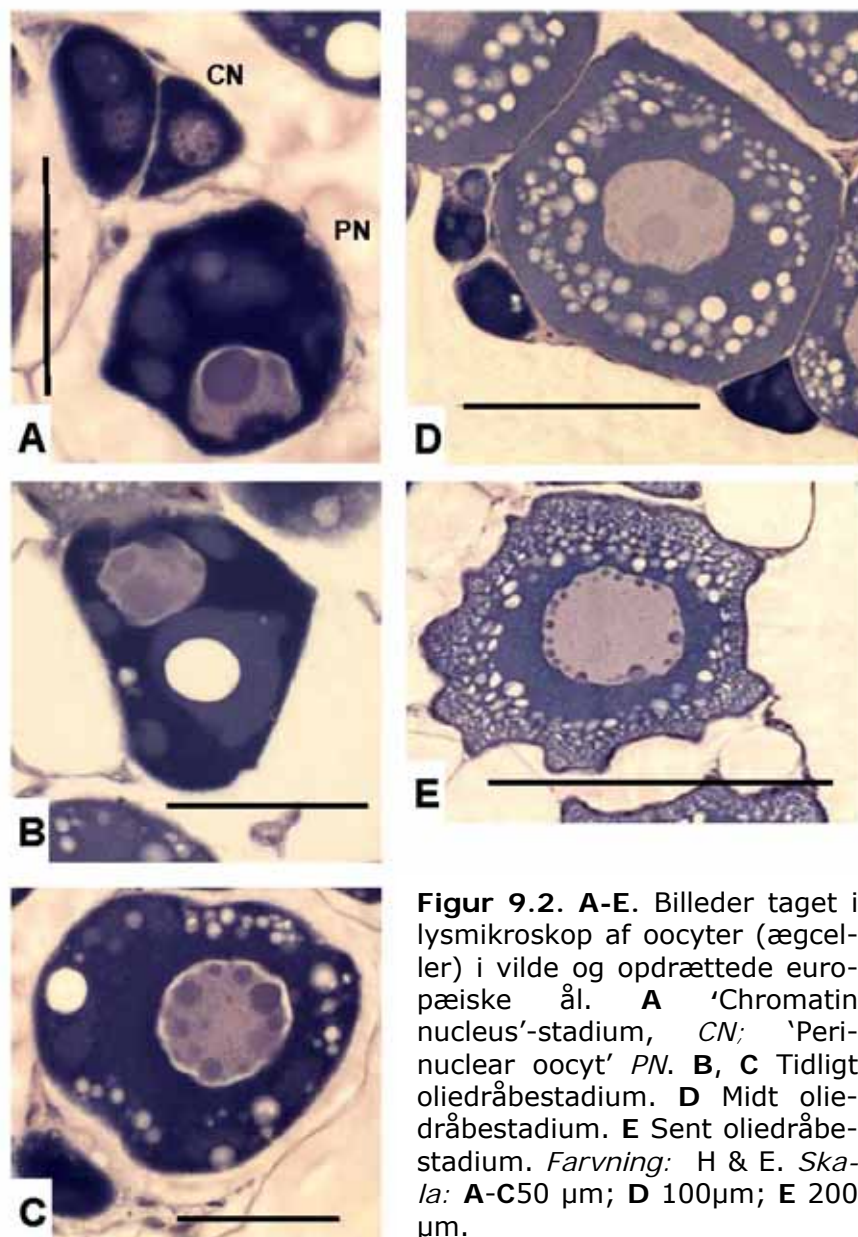 CN
PN
A
D
B
E
C
Figur 9.2. A-E. Billeder taget i
lysmikroskop af oocyter (ægcel-
ler) i vilde og opdrættede euro-
pæiske ål. A ‘Chromatin
nucleus’-stadium, CN; ‘Peri-
nuclear oocyt’ PN. B, C Tidligt
oliedråbestadium. D Midt olie-
dråbestadium. E Sent oliedråbe-
stadium. Farvning: H & E. Ska-
la: A-C50 µm; D 100µm; E 200
µm.